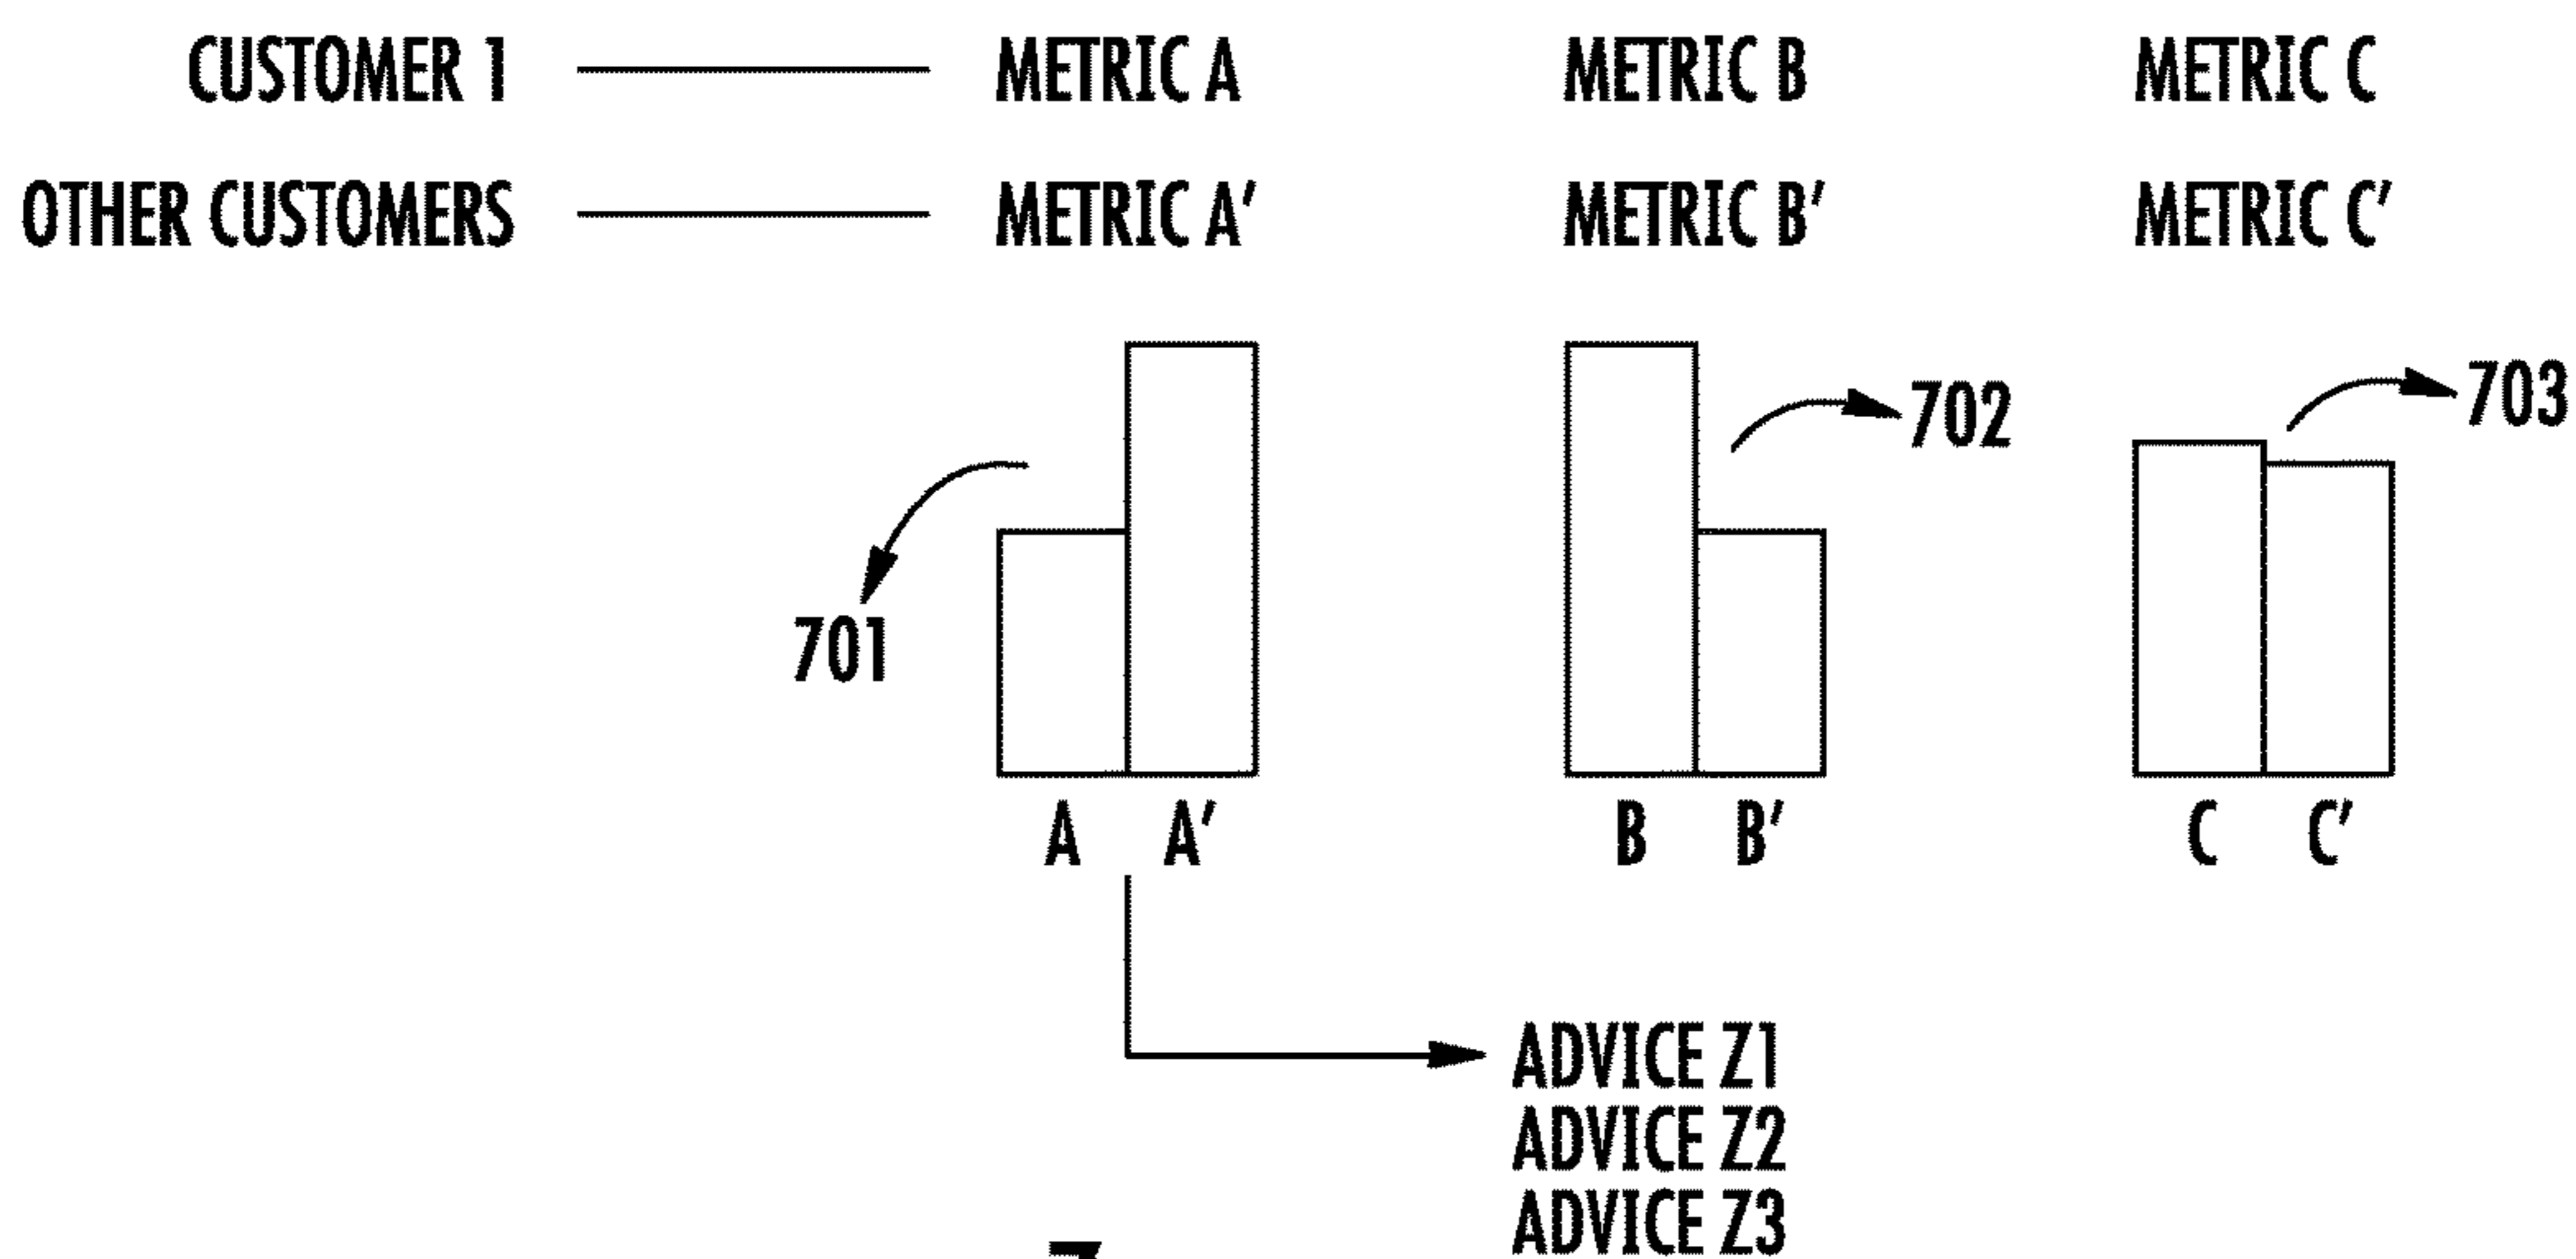 CUSTOMER 1 METRIC A METRIC B METRIC C
OTHER CUSTOMERS METRIC A' METRIC B' METRIC C'
703
702
701
A A' B B' C C'
ADVICE Z1
ADVICE Z2
ADVICE Z3